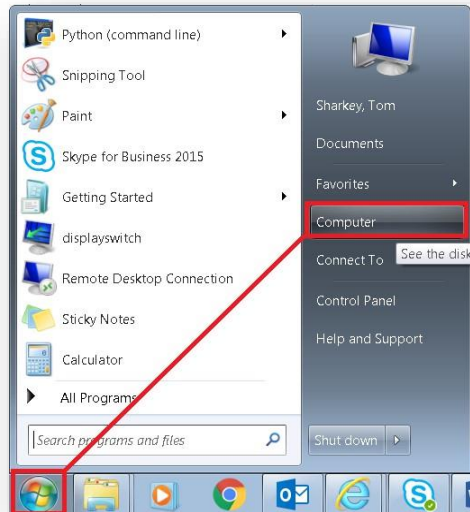 Python (command line)
Snipping Tool
Paint
Skype for Business 2015
Getting Started
displayswitch
Remote Desktop Connection
Sticky Notes
Calculator
All Programs
Search programs and files
Sharkey, Tom
Documents
Favorites
Computer
Connect To
See the disk
Control Panel
Help and Support
Shut down